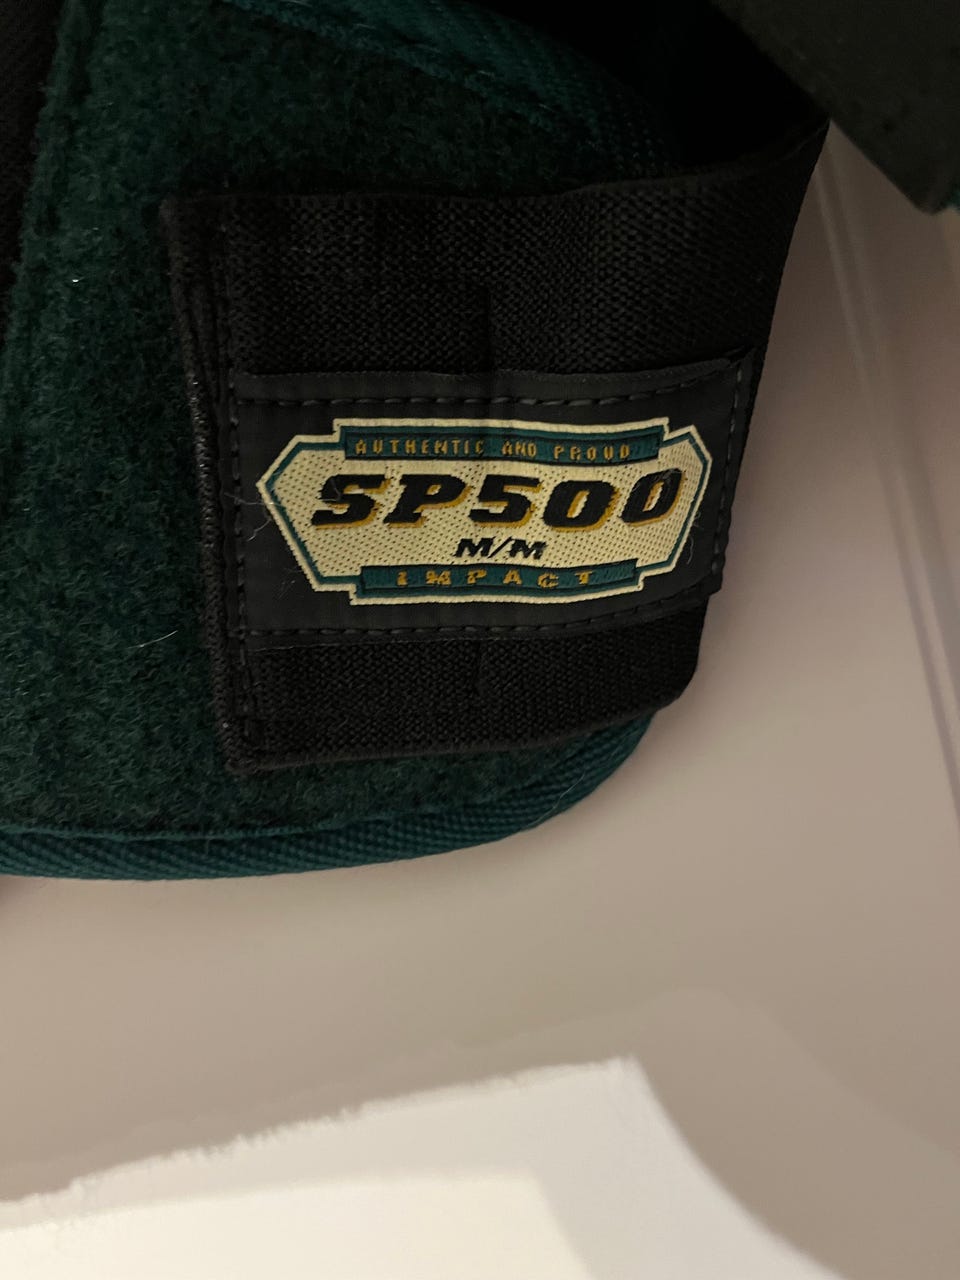 AUTHENTIC AND PROUD
SP500
M/M
IMPACT